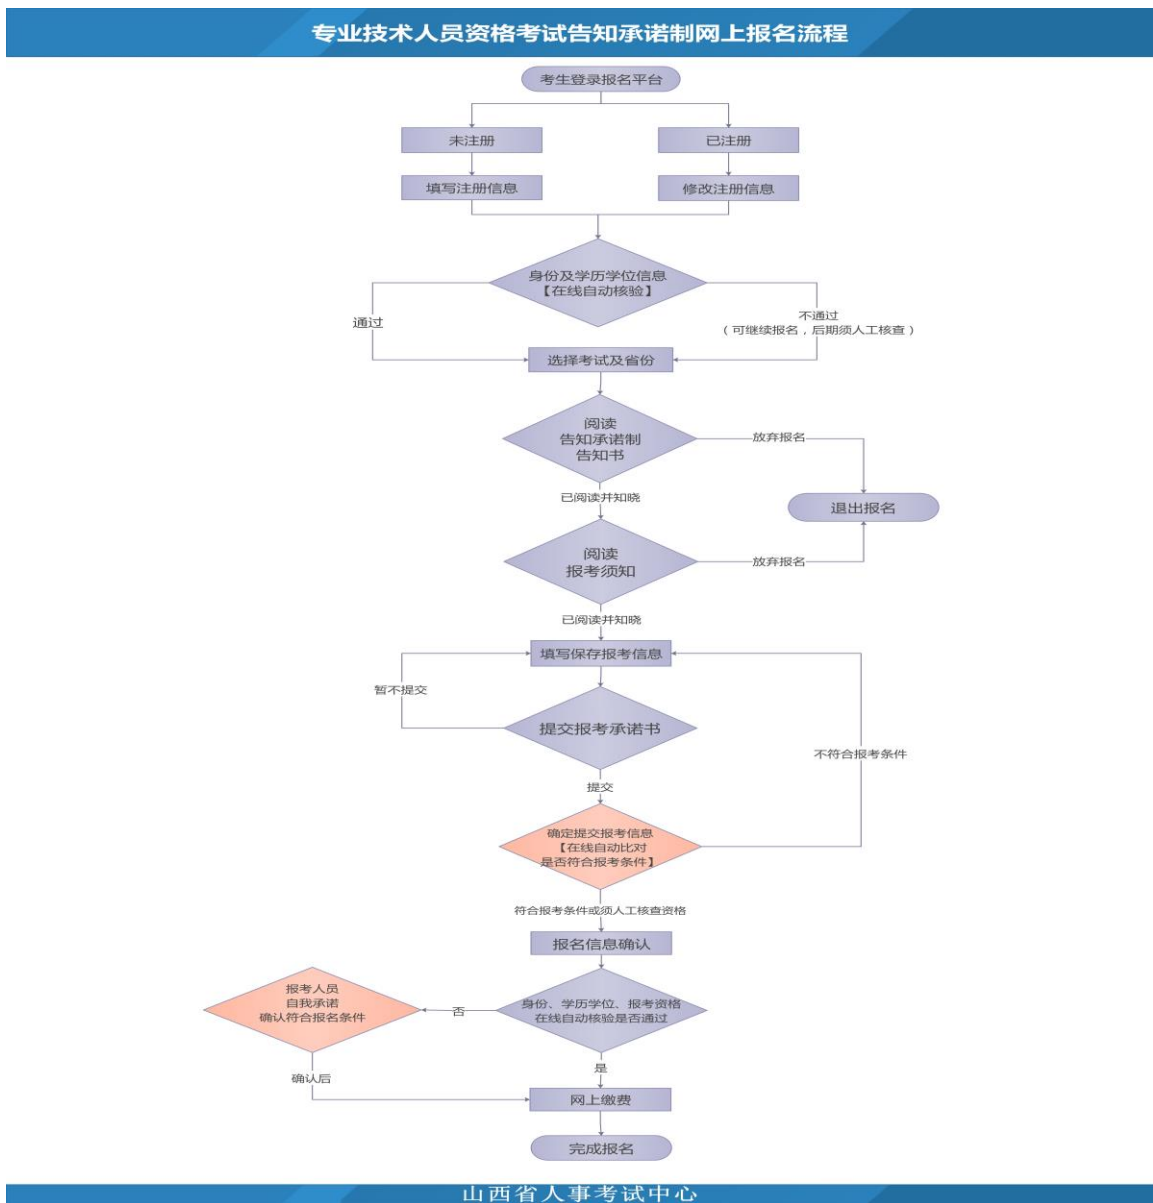 专业技术人员资格考试告知承诺制网上报名流程
考生登录报名平台
未注册
已注册
填写注册信息
修改注册信息
身份及学历学位信息
【在线自动核验】
通过
不通过
（可继续报名，后期须人工核查）
选择考试及省份
阅读
告知承诺制
告知书
放弃报名
已阅读并知晓
退出报名
阅读
报考须知
放弃报名
已阅读并知晓
填写保存报考信息
暂不提交
提交报考承诺书
不符合报考条件
提交
确定提交报考信息
【在线自动比对
是否符合报考条件】
符合报考条件或须人工核查资格
报名信息确认
报考人员
自我承诺
确认符合报名条件
否
身份、学历学位、报考资格
在线自动核验是否通过
是
确认后
网上缴费
完成报名
山西省人事考试中心